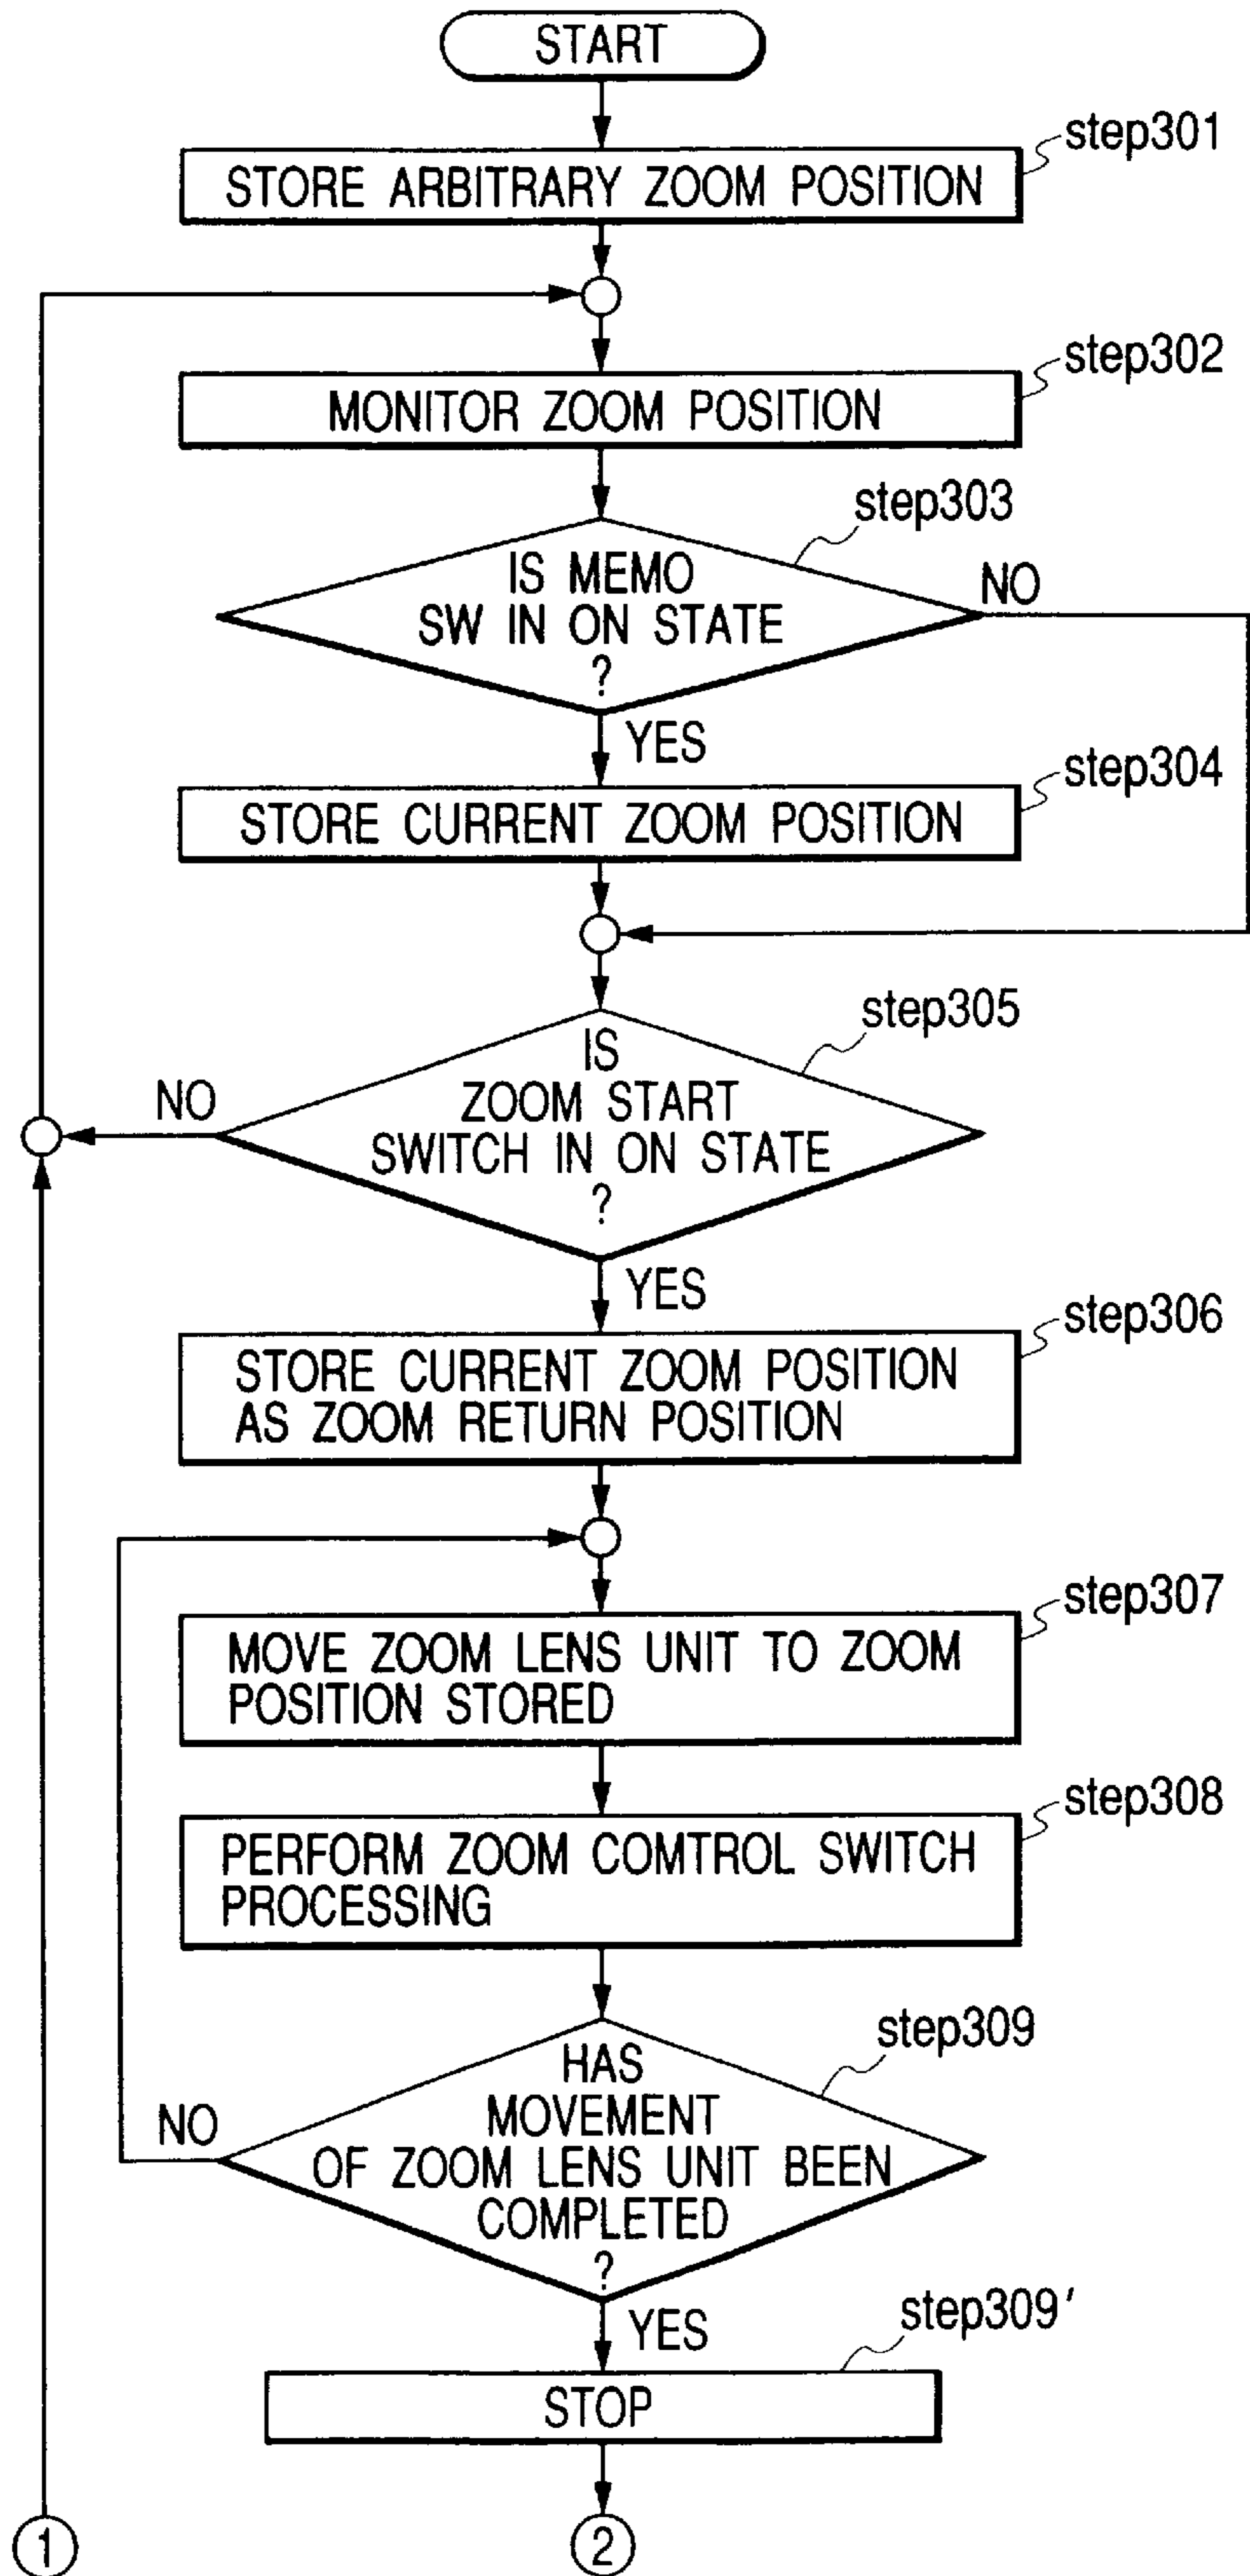 START
step301
STORE ARBITRARY ZOOM POSITION
step302
MONITOR ZOOM POSITION
step303
IS MEMO
SW IN ON STATE
?
NO
YES
step304
STORE CURRENT ZOOM POSITION
step305
IS
ZOOM START
SWITCH IN ON STATE
?
NO
YES
step306
STORE CURRENT ZOOM POSITION
AS ZOOM RETURN POSITION
step307
MOVE ZOOM LENS UNIT TO ZOOM
POSITION STORED
step308
PERFORM ZOOM COMTROL SWITCH
PROCESSING
step309
HAS
MOVEMENT
OF ZOOM LENS UNIT BEEN
COMPLETED
?
NO
YES
step309'
STOP
1
2